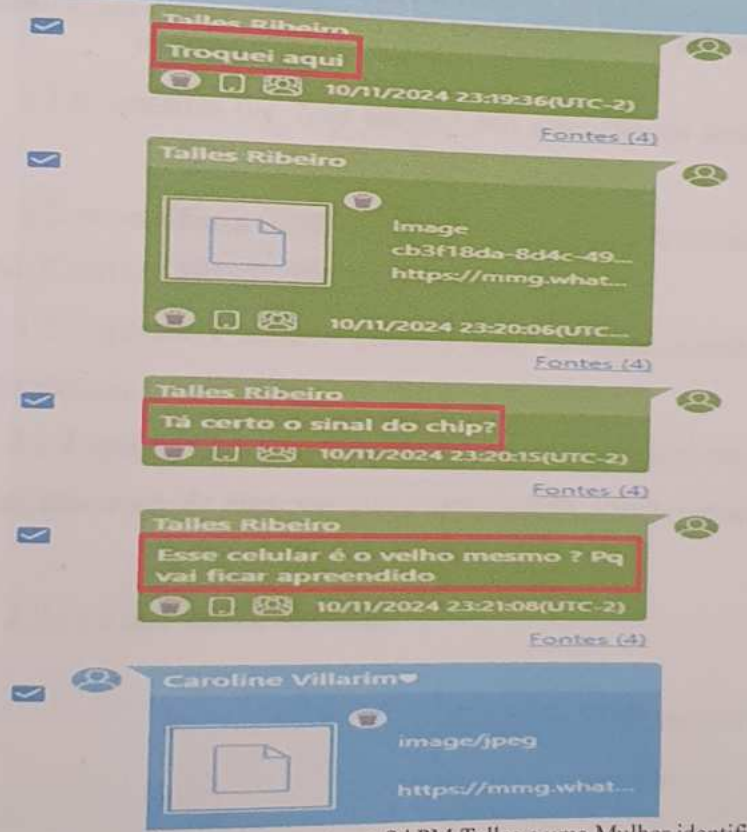 Talles Ribeiro
Troquei aqui
10/11/2024 23:19:36(UTC-2)
Fontes (4)
Talles Ribeiro
Image
cb3f18da-8d4c-49...
https://mmg.what...
10/11/2024 23:20:06(UTC...
Fontes (4)
Talles Ribeiro
Tá certo o sinal do chip?
10/11/2024 23:20:15(UTC-2)
Fontes (4)
Talles Ribeiro
Esse celular é o velho mesmo ? Pq
vai ficar apreendido
10/11/2024 23:21:08(UTC-2)
Fontes (4)
Caroline Villarim♥
image/jpeg
https://mmg.what...
Mulher